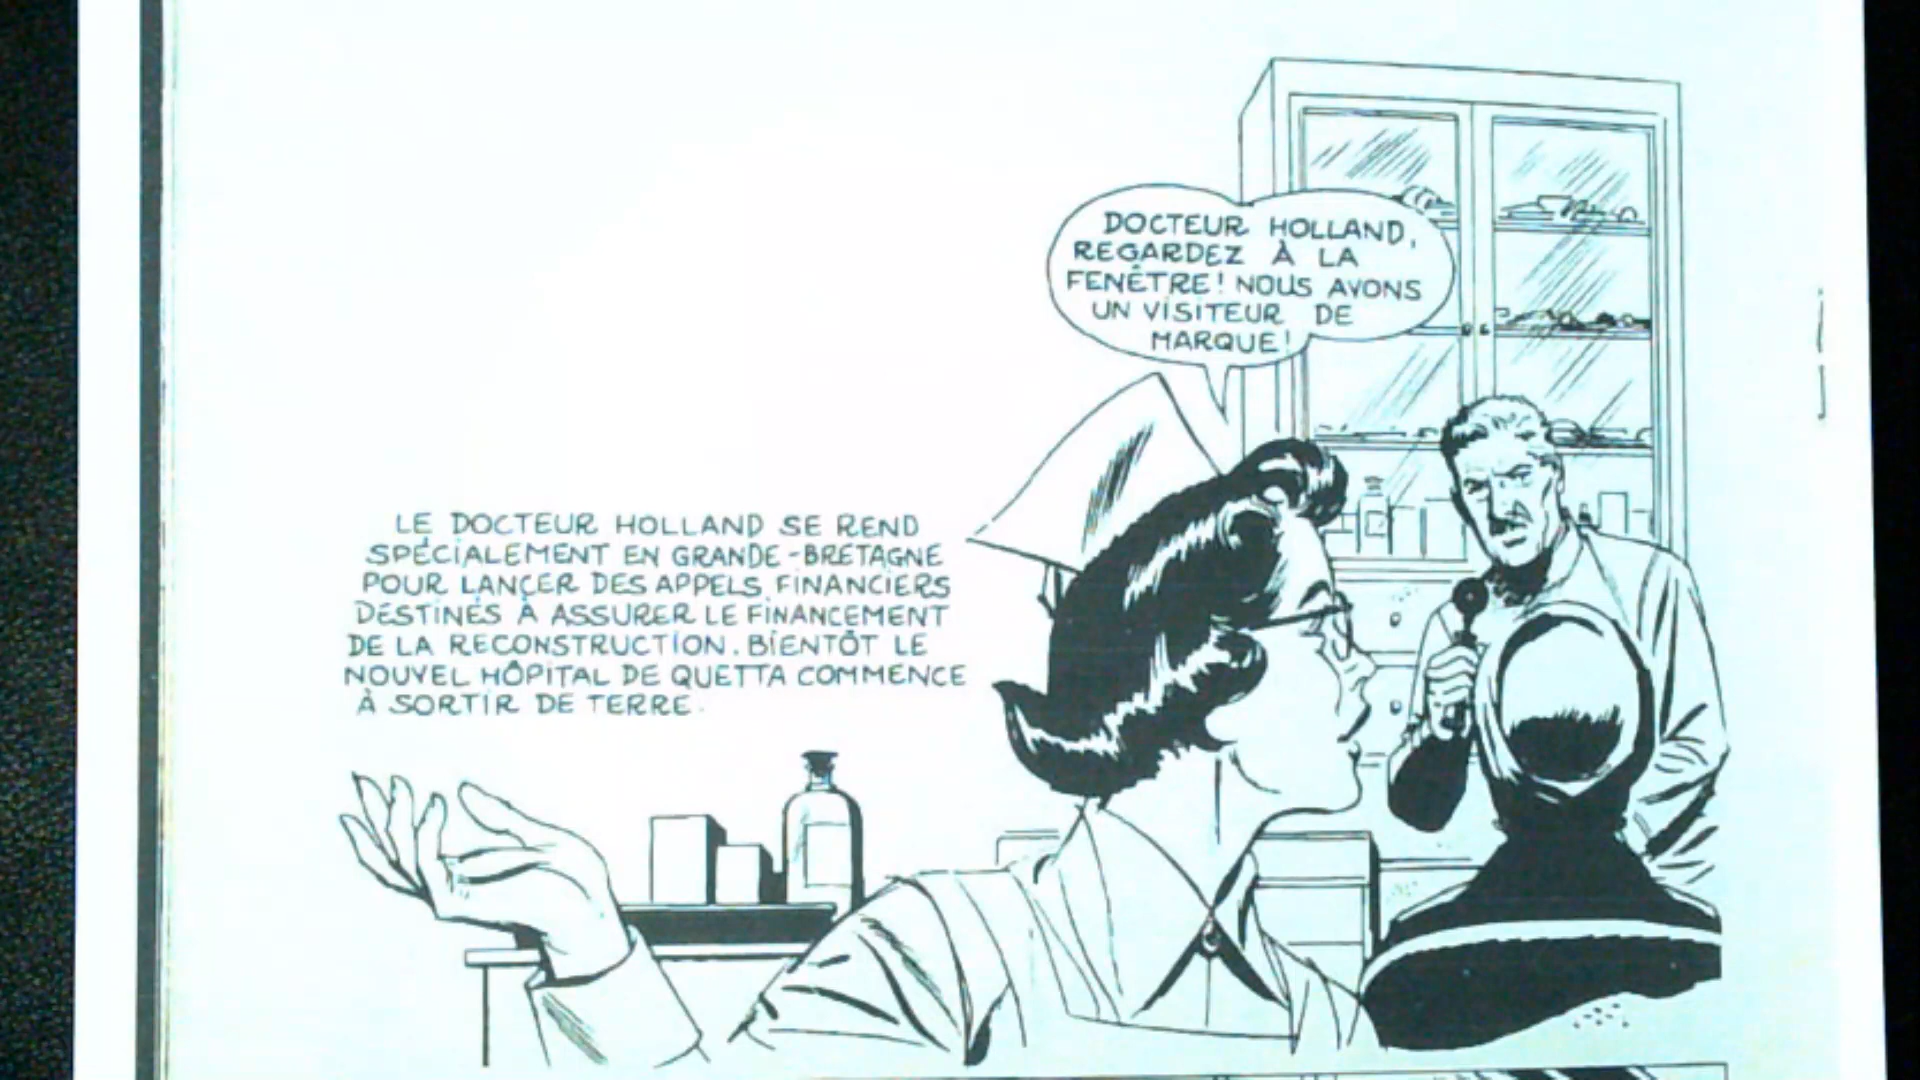 DOCTEUR HOLLAND,
REGARDEZ À LA
FENÊTRE! NOUS AVONS
UN VISITEUR DE
MARQUE!
LE DOCTEUR HOLLAND SE REND
SPÉCIALEMENT EN GRANDE-BRETAGNE
POUR LANCER DES APPELS FINANCIERS
DESTINÉS À ASSURER LE FINANCEMENT
DE LA RECONSTRUCTION. BIENTÔT LE
NOUVEL HÔPITAL DE QUETTA COMMENCE
À SORTIR DE TERRE.